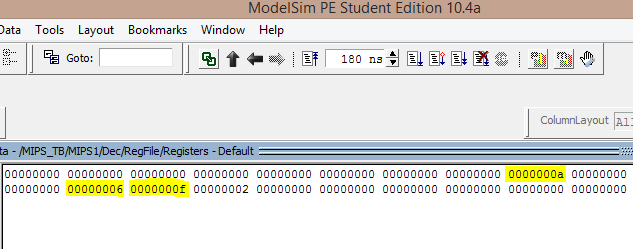 ModelSim PE Student Edition 10.4a
Data Tools Layout Bookmarks Window Help
Goto:
180 ns
ColumnLayout All
ta - /MIPS_TB/MIPS1/Dec/RegFile/Registers - Default
00000000 00000000 00000000 00000000 00000000 00000000 00000000 00000000 0000000a 00000000
00000000 00000006 0000000f 00000002 00000000 00000000 00000000 00000000 00000000 00000000